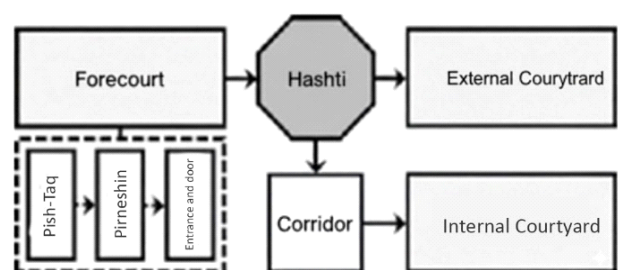 Forecourt
Hashti
External Courytrard
Pish-Taq
Pirneshin
Entrance and door
Corridor
Internal Courtyard